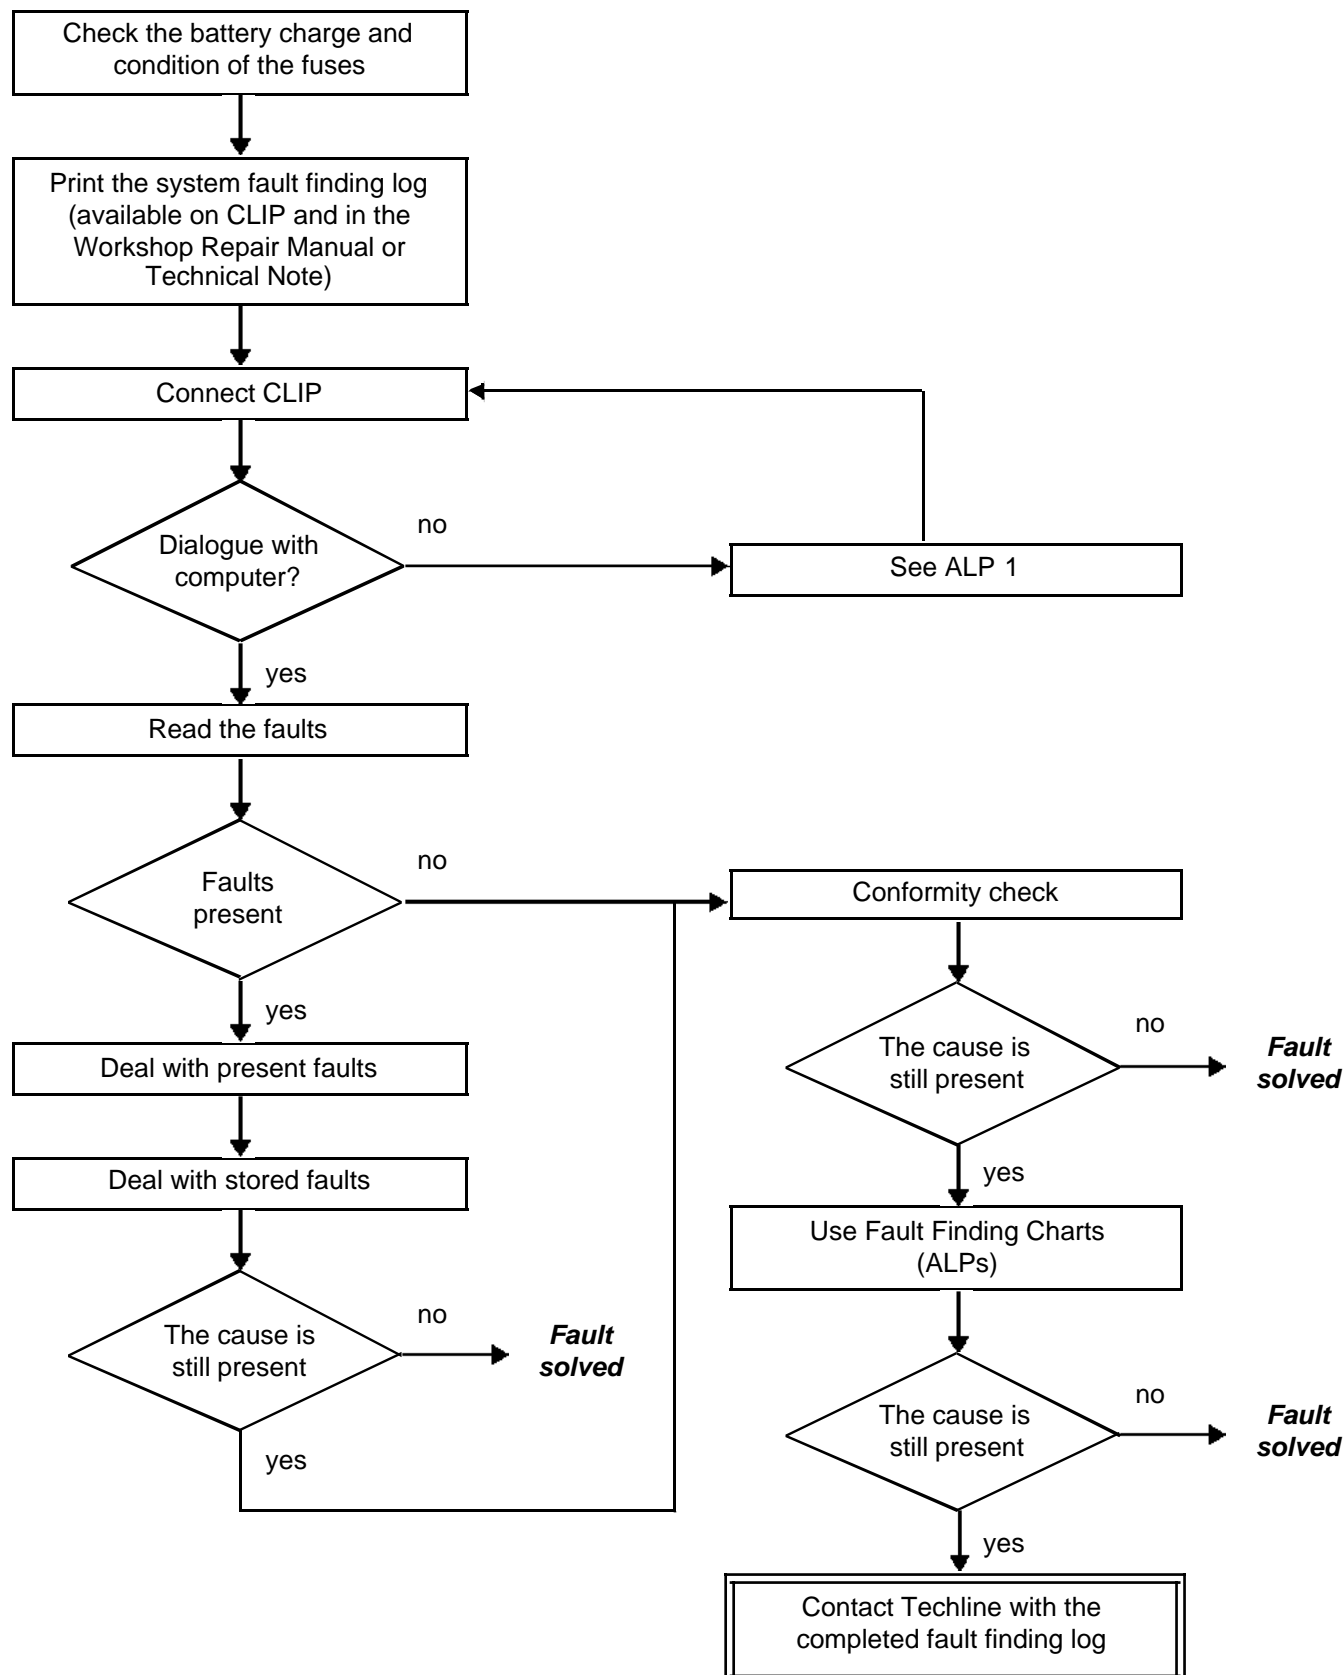 Check the battery charge and
condition of the fuses
Print the system fault finding log
(available on CLIP and in the
Workshop Repair Manual or
Technical Note)
Connect CLIP
Dialogue with
computer?
no
See ALP 1
yes
Read the faults
Faults
present
no
Conformity check
yes
Deal with present faults
Deal with stored faults
The cause is
still present
no
Fault
solved
yes
The cause is
still present
no
Fault
solved
yes
Use Fault Finding Charts
(ALPs)
The cause is
still present
no
Fault
solved
yes
Contact Techline with the
completed fault finding log